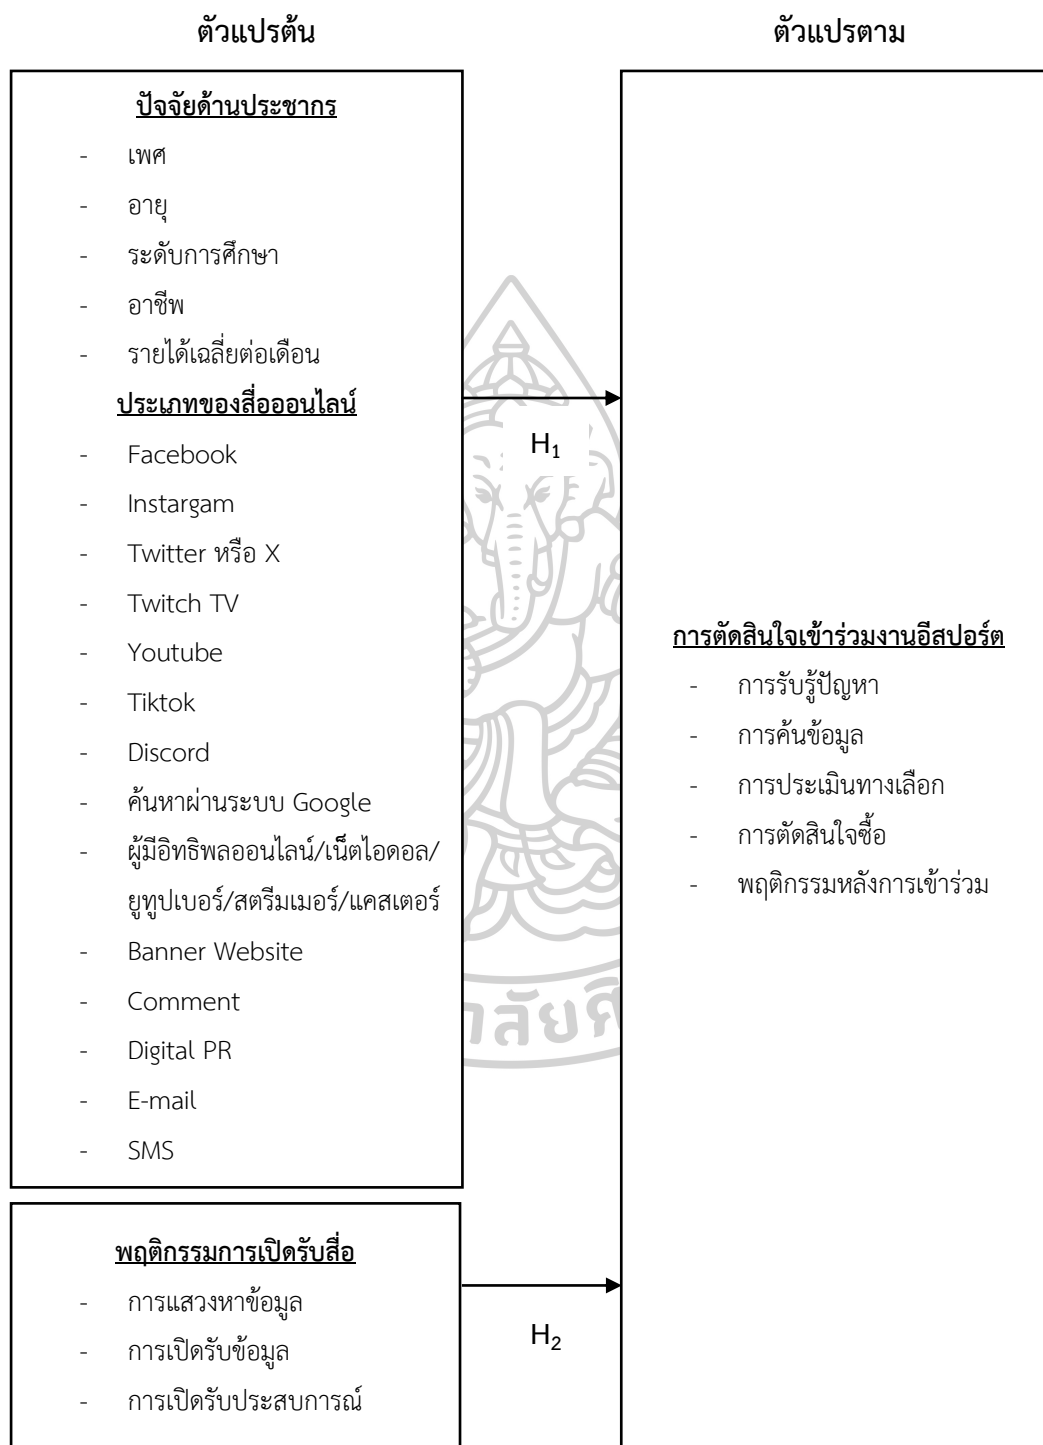 ตัวแปรต้น
ตัวแปรตาม
ปัจจัยด้านประชากร
- เพศ
- อายุ
- ระดับการศึกษา
- อาชีพ
- รายได้เฉลี่ยต่อเดือน
ประเภทของสื่อออนไลน์
- Facebook
- Instargam
- Twitter หรือ X
- Twitch TV
- Youtube
- Tiktok
- Discord
- ค้นหาผ่านระบบ Google
- ผู้มีอิทธิพลออนไลน์/เน็ตไอดอล/
ยูทูปเบอร์/สตรีมเมอร์/แคสเตอร์
- Banner Website
- Comment
- Digital PR
- E-mail
- SMS
H1
การตัดสินใจเข้าร่วมงานอีสปอร์ต
- การรับรู้ปัญหา
- การค้นข้อมูล
- การประเมินทางเลือก
- การตัดสินใจซื้อ
- พฤติกรรมหลังการเข้าร่วม
พฤติกรรมการเปิดรับสื่อ
- การแสวงหาข้อมูล
- การเปิดรับข้อมูล
- การเปิดรับประสบการณ์
H2